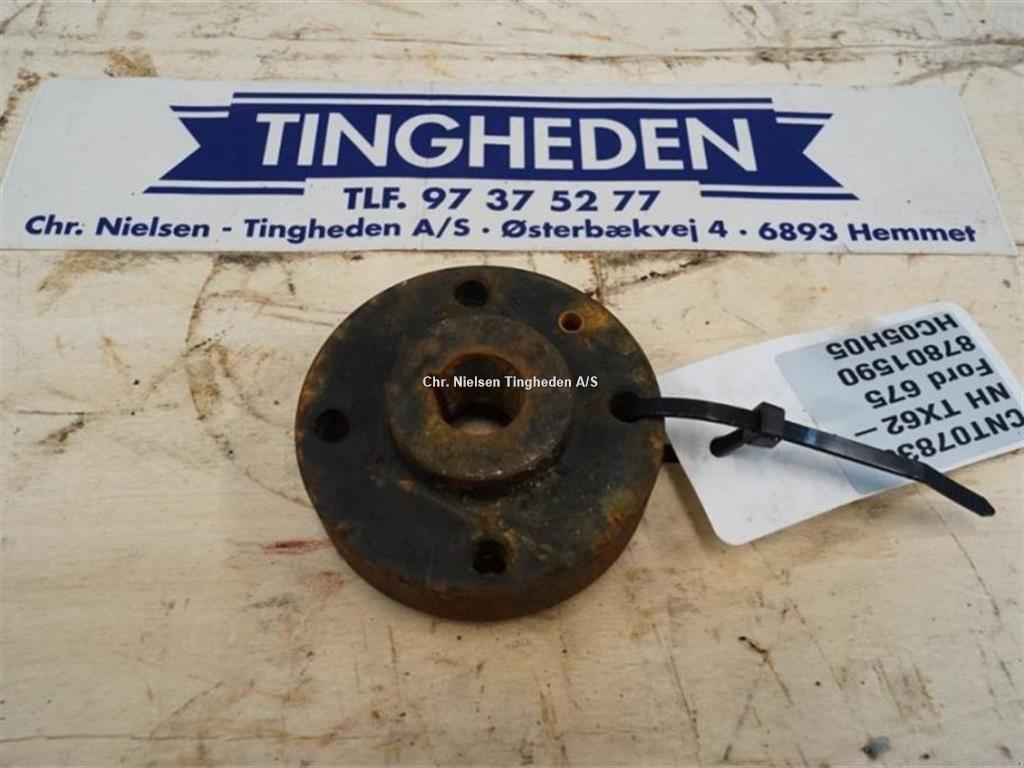 TINGHEDEN
TLF. 97 37 52 77
Chr. Nielsen - Tingheden A/S · Østerbækvej 4 · 6893 Hemmet
Chr. Nielsen Tingheden A/S
NH TX62 –
Ford 675
87801590
HC05H05